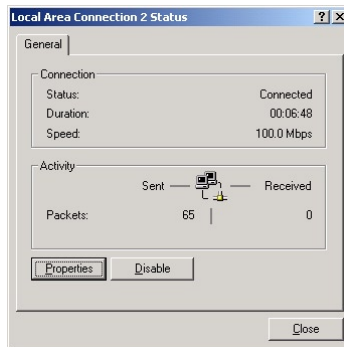 Local Area Connection 2 Status
General
Connection
Status: Connected
Duration: 00:06:48
Speed: 100.0 Mbps
Activity
Sent Received
Packets: 65 0
Properties Disable
Close